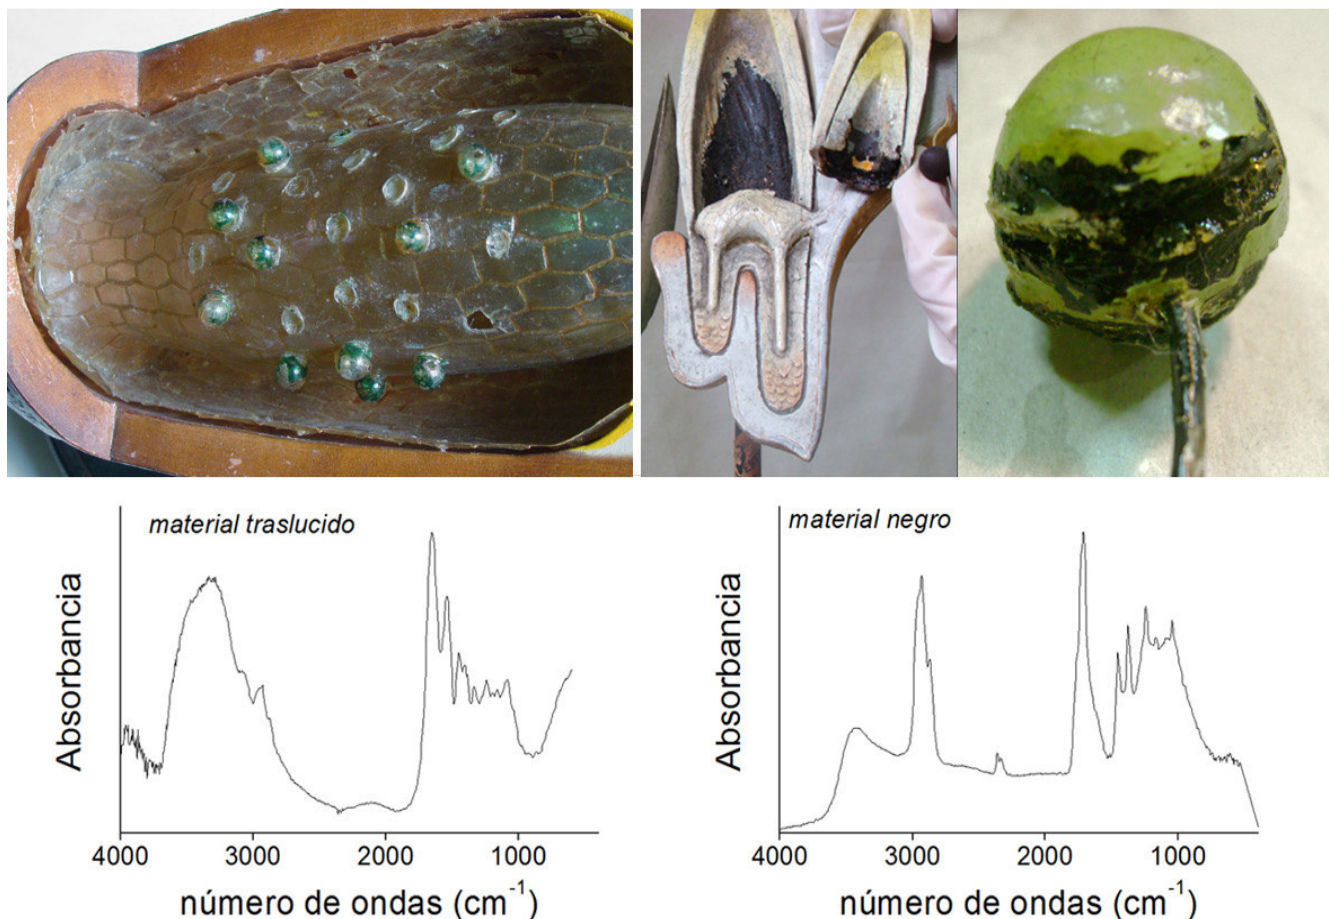 material traslucido
Absorbancia
4000
3000
2000
1000
número de ondas (cm⁻¹)
material negro
Absorbancia
4000
3000
2000
1000
número de ondas (cm⁻¹)